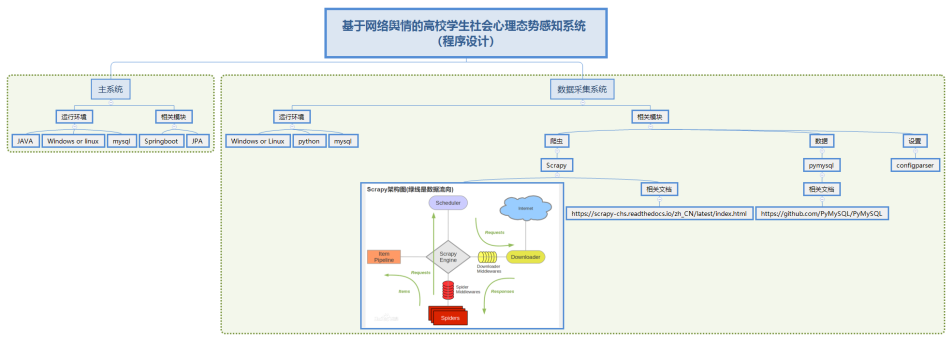 基于网络舆情的高校学生社会心理态势感知系统
（程序设计）
主系统
数据采集系统
运行环境
相关模块
运行环境
相关模块
JAVA
Windows or linux
mysql
Springboot
JPA
Windows or Linux
python
mysql
爬虫
数据
设置
Scrapy
pymysql
configparser
Scrapy架构图(绿线是数据流向)
相关文档
相关文档
https://scrapy-chs.readthedocs.io/zh_CN/latest/index.html
https://github.com/PyMySQL/PyMySQL
Scheduler
Internet
Requests
Item
Pipeline
Scrapy
Engine
Downloader
Downloader
Middlewares
Requests
Items
Spider
Middlewares
Responses
Spiders